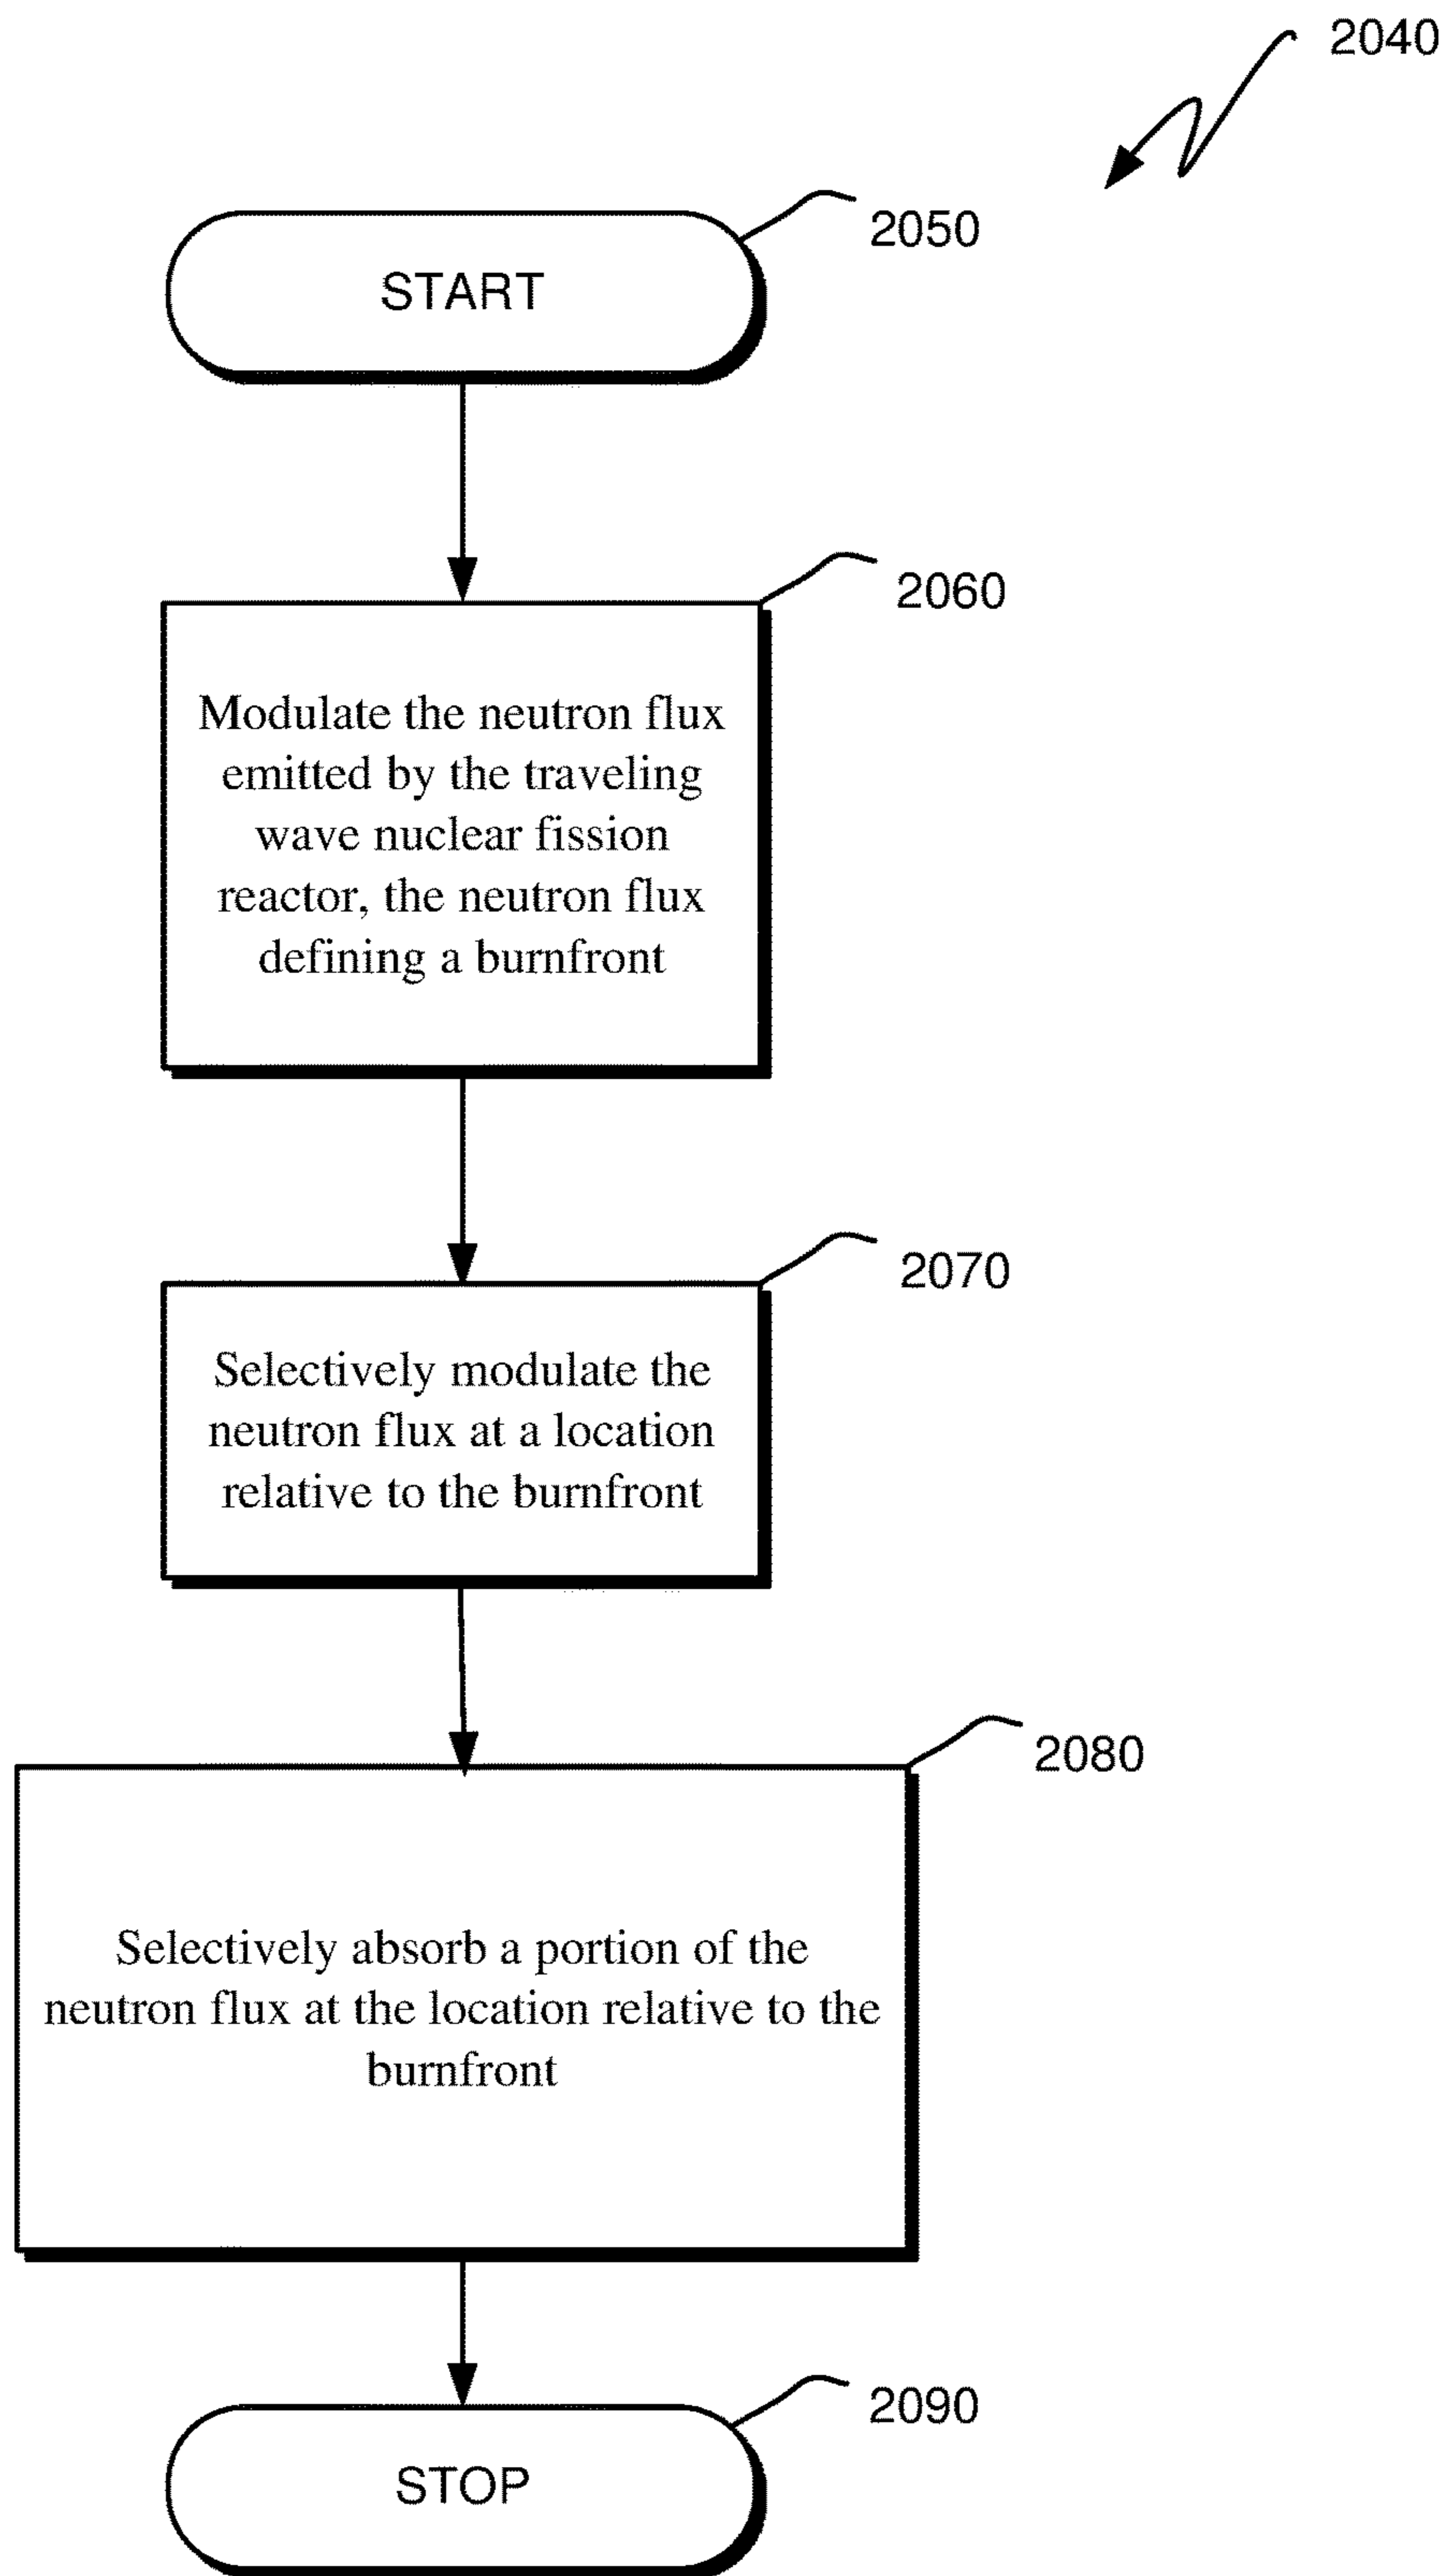 2040
2050
START
2060
Modulate the neutron flux
emitted by the traveling
wave nuclear fission
reactor, the neutron flux
defining a burnfront
2070
Selectively modulate the
neutron flux at a location
relative to the burnfront
2080
Selectively absorb a portion of the
neutron flux at the location relative to the
burnfront
2090
STOP